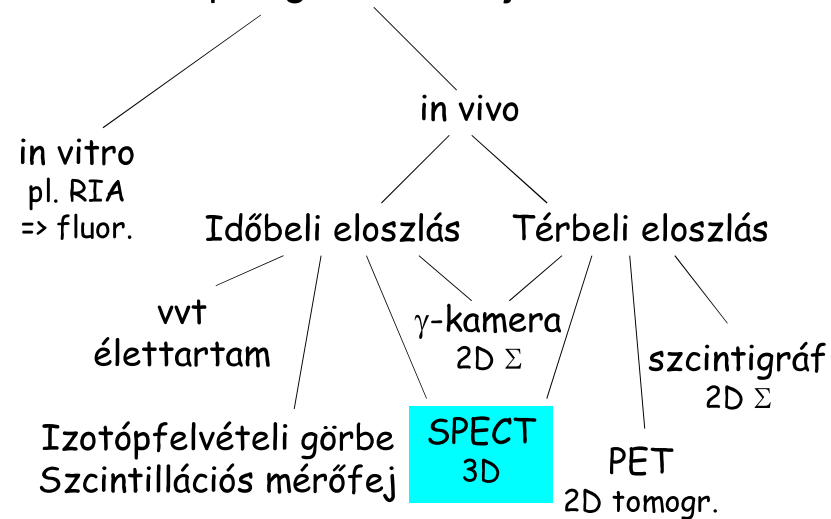 in vivo
in vitro
pl. RIA
=> fluor.
Időbeli eloszlás
Térbeli eloszlás
vvt
élettartam
γ-kamera
2D Σ
szcintigráf
2D Σ
Izotópfelvételi görbe
Szcintillációs mérőfej
SPECT
3D
PET
2D tomogr.